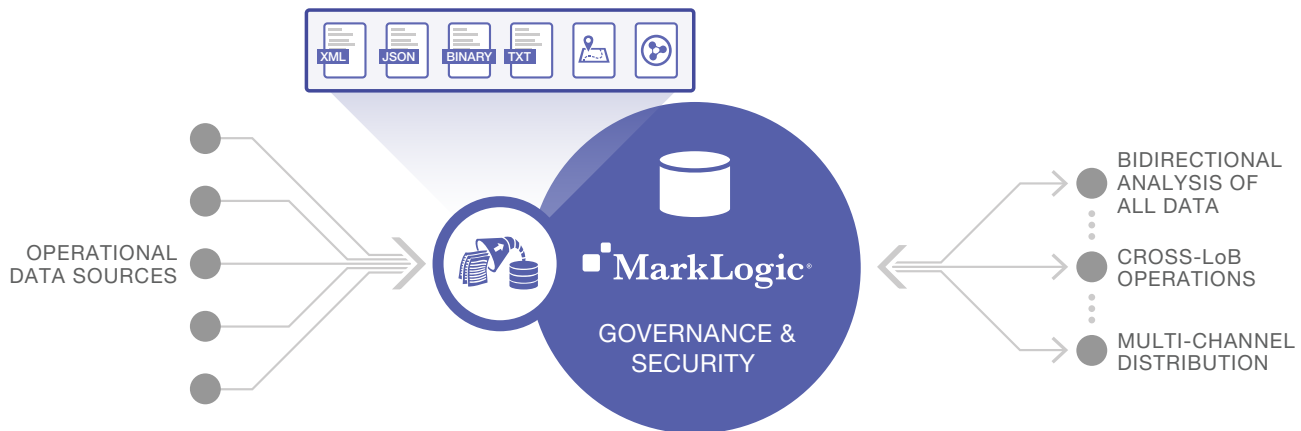 XML
JSON
BINARY
TXT
OPERATIONAL
DATA SOURCES
MarkLogic®
GOVERNANCE &
SECURITY
BIDIRECTIONAL
ANALYSIS OF
ALL DATA
CROSS-LoB
OPERATIONS
MULTI-CHANNEL
DISTRIBUTION